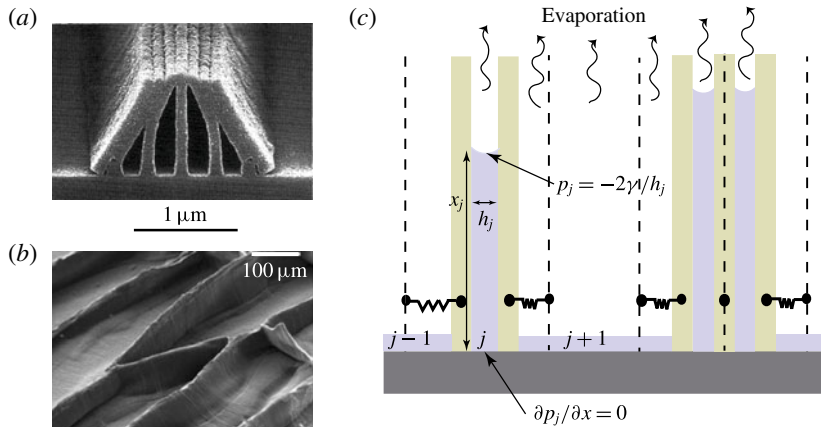 (a)
1 μm
(b)
100 μm
(c)
Evaporation
p_j = −2γ/h_j
x_j
h_j
j − 1
j
j + 1
∂p_j/∂x = 0